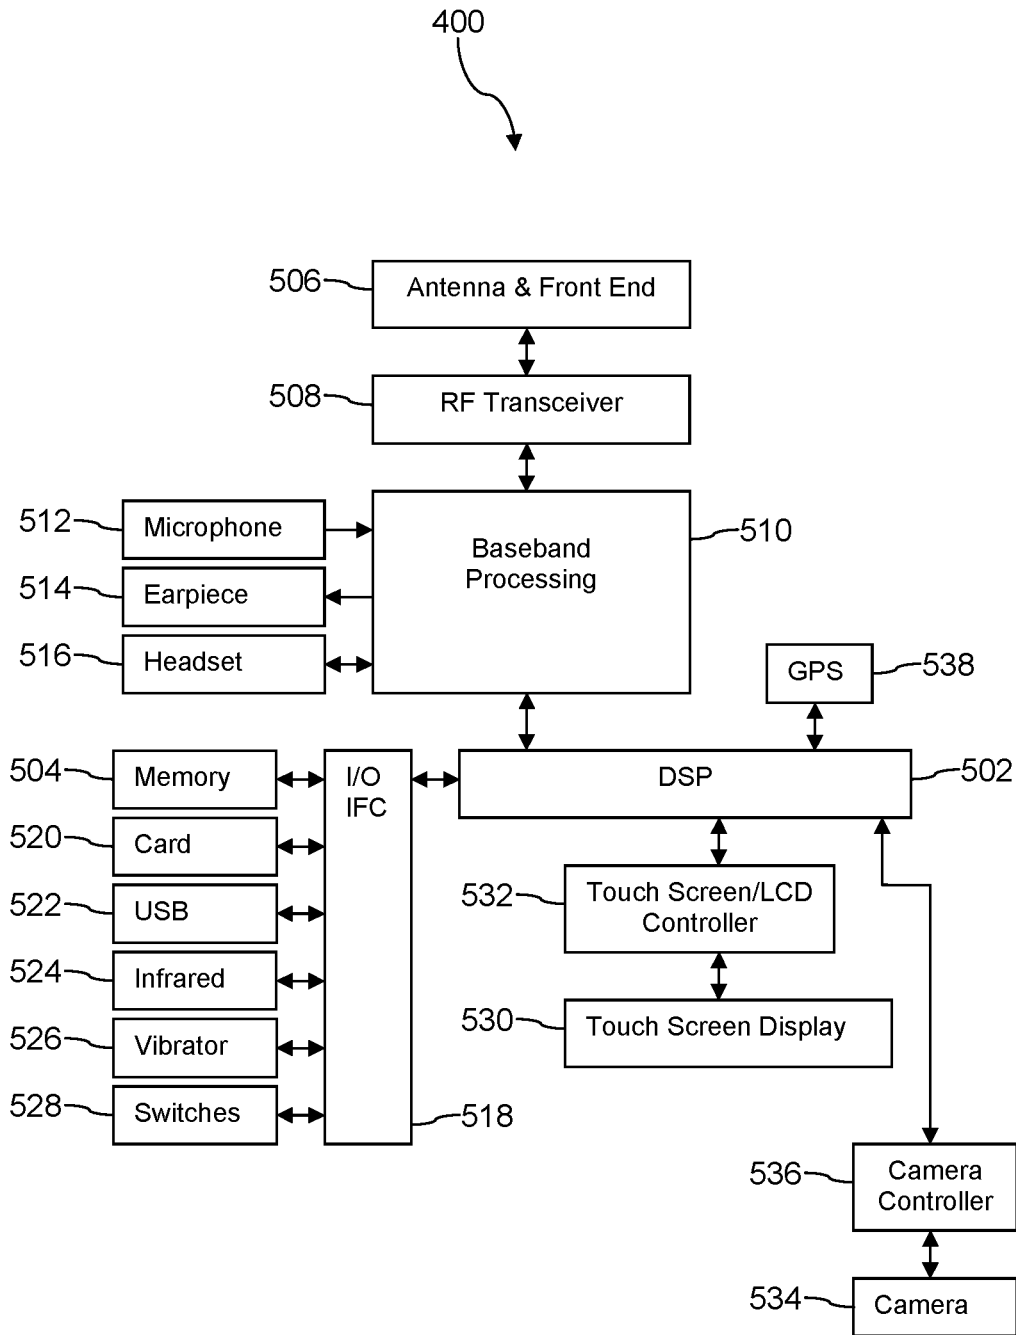 400
506
Antenna & Front End
508
RF Transceiver
512
Microphone
Baseband
Processing
510
514
Earpiece
516
Headset
GPS
538
504
Memory
I/O
IFC
DSP
502
520
Card
522
USB
532
Touch Screen/LCD
Controller
524
Infrared
530
Touch Screen Display
526
Vibrator
528
Switches
518
536
Camera
Controller
534
Camera